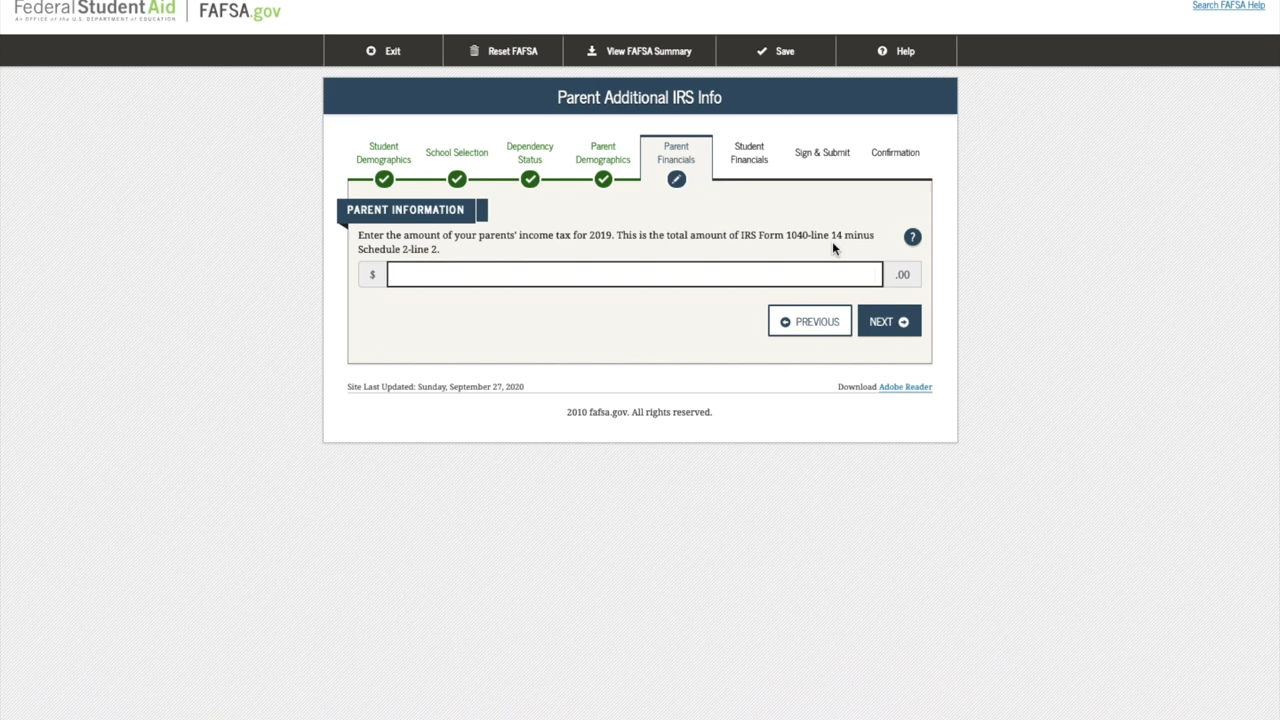 Federal Student Aid
An OFFICE of the U.S. DEPARTMENT of EDUCATION
FAFSA.gov
Search FAFSA Help
Exit
Reset FAFSA
View FAFSA Summary
Save
Help
Parent Additional IRS Info
Student Demographics
School Selection
Dependency Status
Parent Demographics
Parent Financials
Student Financials
Sign & Submit
Confirmation
PARENT INFORMATION
Enter the amount of your parents' income tax for 2019. This is the total amount of IRS Form 1040-line 14 minus
Schedule 2-line 2.
?
$
.00
PREVIOUS
NEXT
Site Last Updated: Sunday, September 27, 2020
Download Adobe Reader
2010 fafsa.gov. All rights reserved.